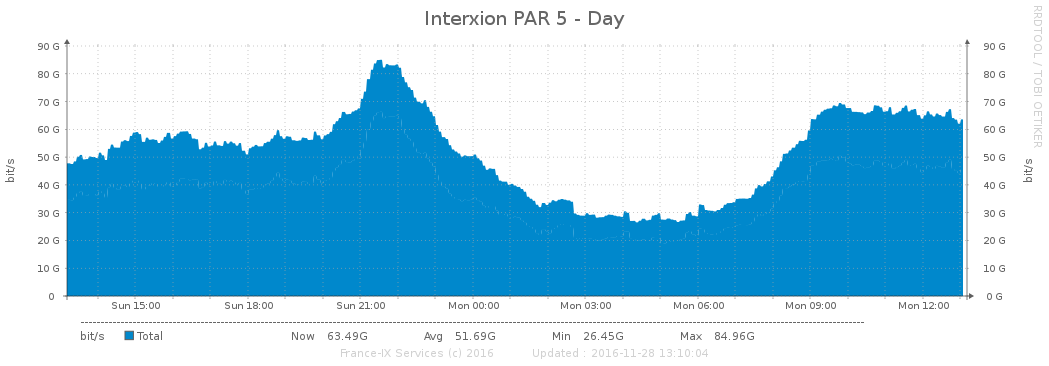 Interxion PAR 5 - Day
RRDTOOL / TOBI OETIKER
bit/s
90 G 90 G
80 G 80 G
70 G 70 G
60 G 60 G
50 G 50 G
40 G 40 G
30 G 30 G
20 G 20 G
10 G 10 G
0 0 G
bit/s
Sun 15:00 Sun 18:00 Sun 21:00 Mon 00:00 Mon 03:00 Mon 06:00 Mon 09:00 Mon 12:00
bit/s Total Now 63.49G Avg 51.69G Min 26.45G Max 84.96G
France-IX Services (c) 2016 Updated : 2016-11-28 13:10:04